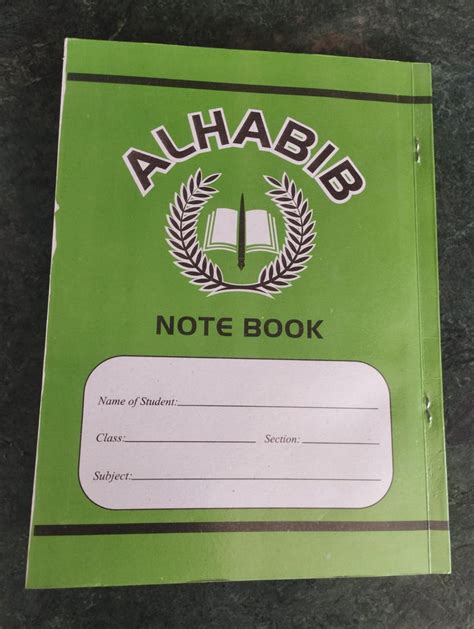 ALHABIB
NOTE BOOK
Name of Student:
Class: Section:
Subject: